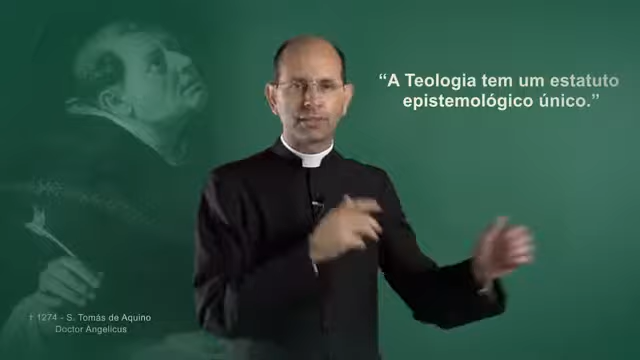 “A Teologia tem um estatuto
epistemológico único.”
† 1274 - S. Tomás de Aquino
Doctor Angelicus